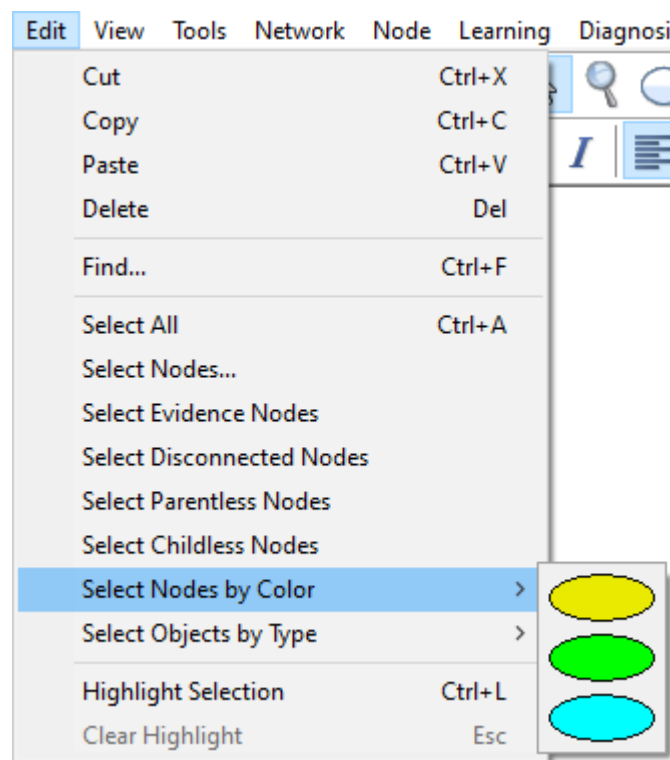 Edit View Tools Network Node Learning Diagnosi
Cut Ctrl+X
Copy Ctrl+C
I
Paste Ctrl+V
Delete Del
Find... Ctrl+F
Select All Ctrl+A
Select Nodes...
Select Evidence Nodes
Select Disconnected Nodes
Select Parentless Nodes
Select Childless Nodes
Select Nodes by Color >
Select Objects by Type >
Highlight Selection Ctrl+L
Clear Highlight Esc